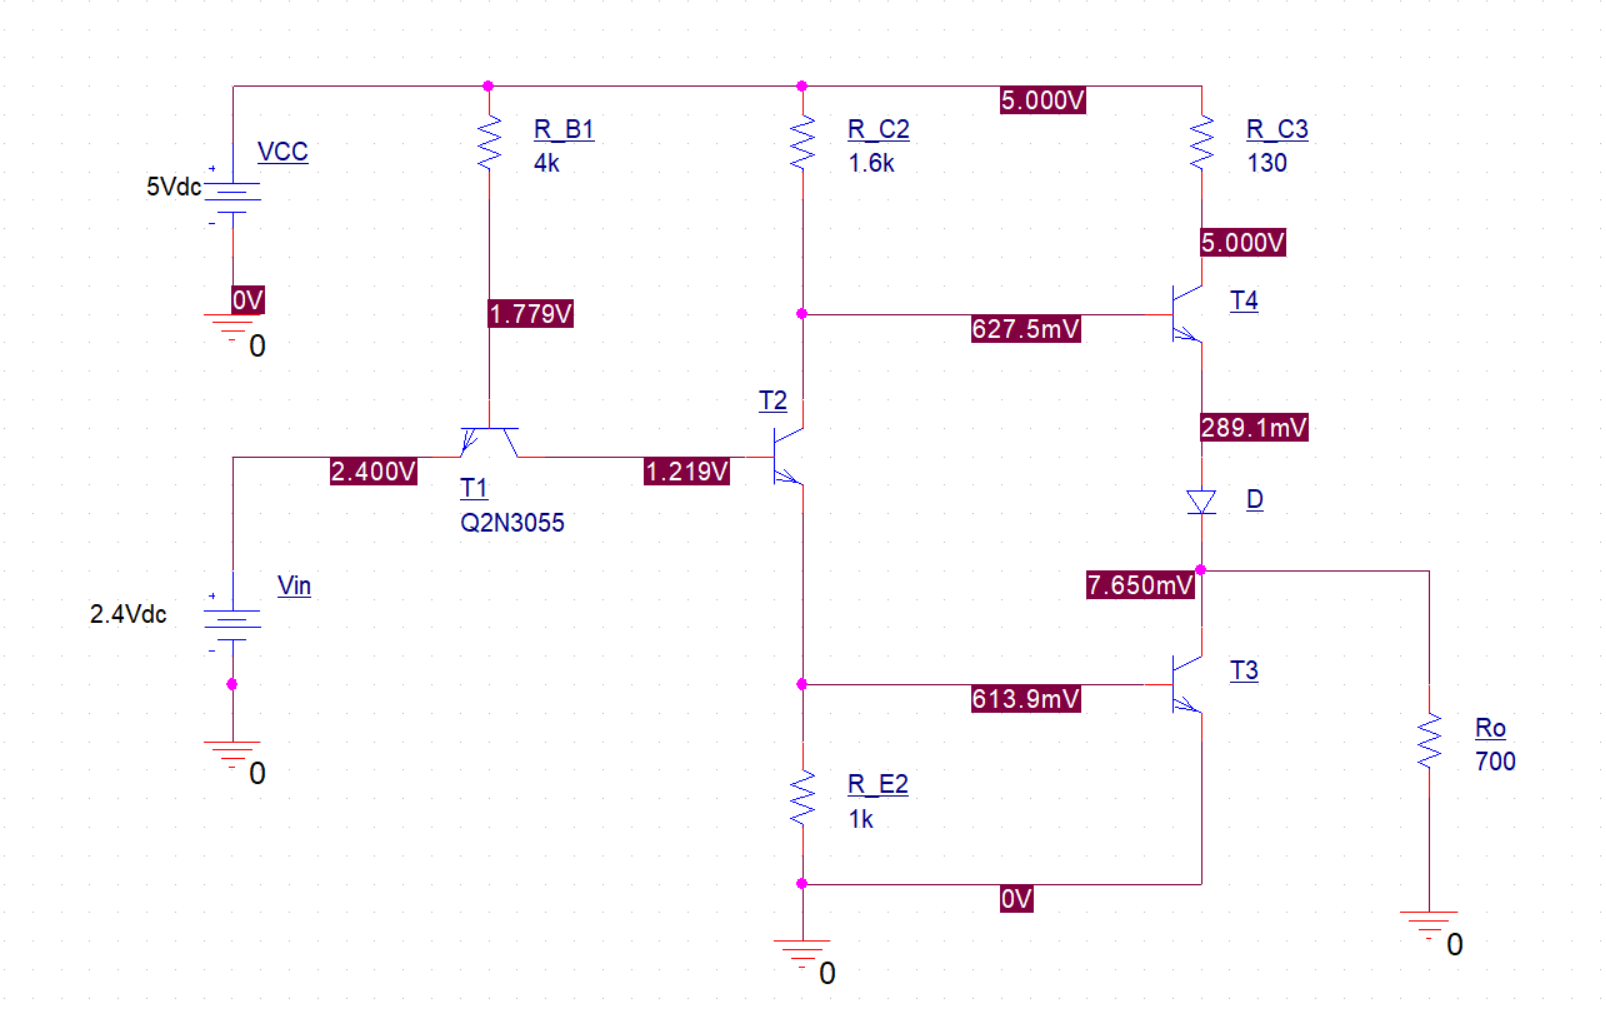 5.000V
R_B1
4k
R_C2
1.6k
R_C3
130
VCC
5Vdc
+
-
0V
0
5.000V
1.779V
627.5mV
T4
T2
289.1mV
2.400V
T1
Q2N3055
1.219V
D
7.650mV
Vin
2.4Vdc
+
-
0
613.9mV
T3
Ro
700
R_E2
1k
0V
0
0